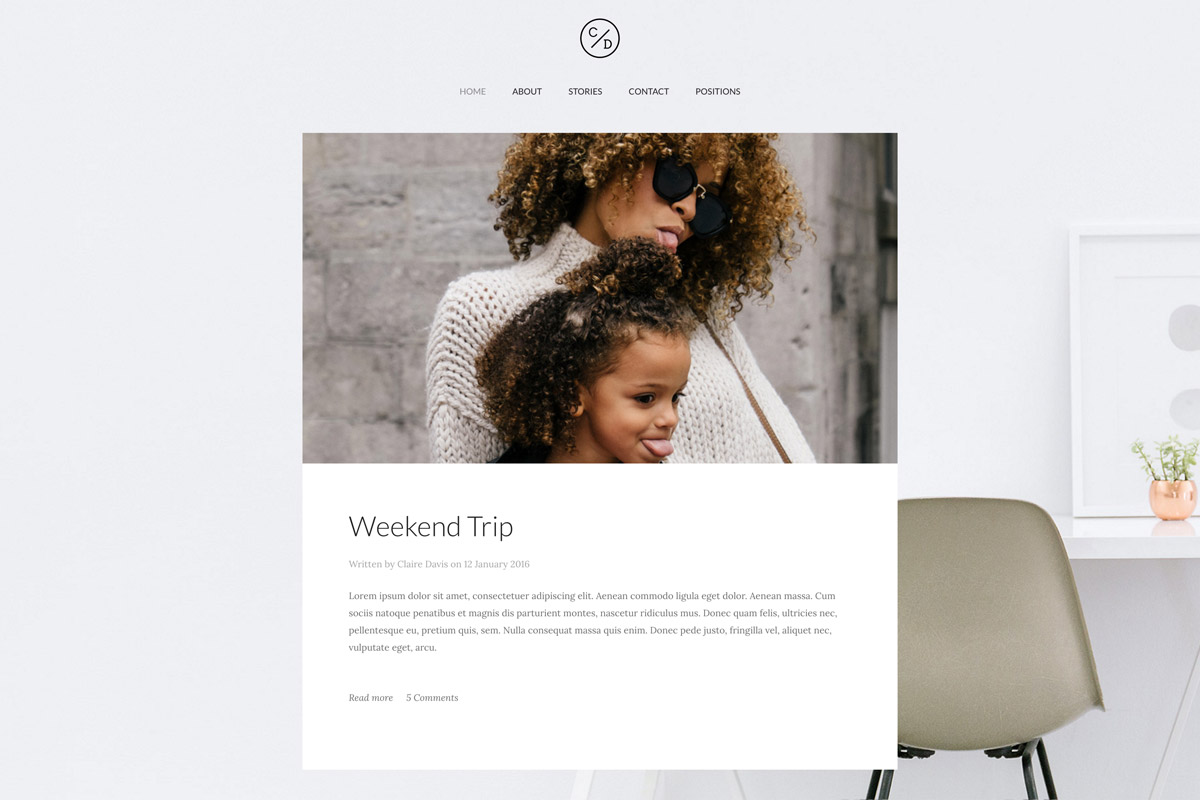 C/D
HOME ABOUT STORIES CONTACT POSITIONS
Weekend Trip
Written by Claire Davis on 12 January 2016
Lorem ipsum dolor sit amet, consectetuer adipiscing elit. Aenean commodo ligula eget dolor. Aenean massa. Cum
sociis natoque penatibus et magnis dis parturient montes, nascetur ridiculus mus. Donec quam felis, ultricies nec,
pellentesque eu, pretium quis, sem. Nulla consequat massa quis enim. Donec pede justo, fringilla vel, aliquet nec,
vulputate eget, arcu.
Read more 5 Comments